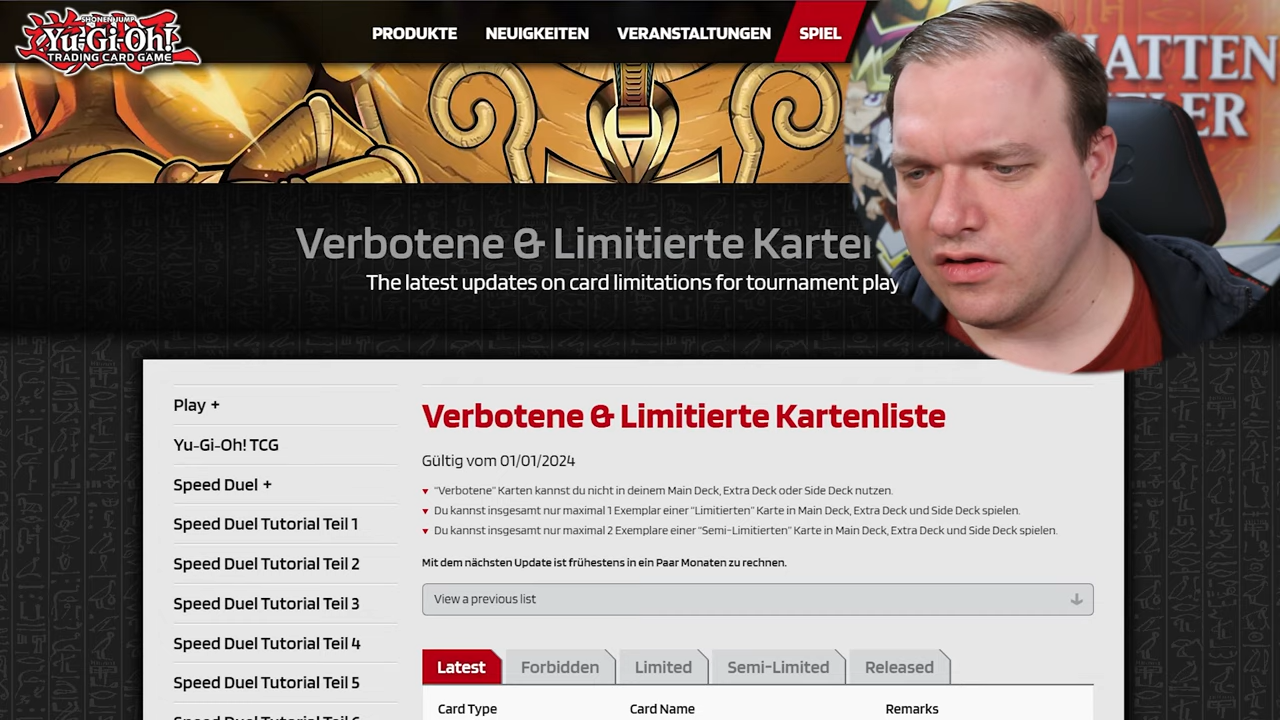 SHONEN JUMP
Yu-Gi-Oh!
TRADING CARD GAME
PRODUKTE NEUIGKEITEN VERANSTALTUNGEN SPIEL
ATTEN
ER
Verbotene & Limitierte Karten
The latest updates on card limitations for tournament play
Play +
Yu-Gi-Oh! TCG
Speed Duel +
Speed Duel Tutorial Teil 1
Speed Duel Tutorial Teil 2
Speed Duel Tutorial Teil 3
Speed Duel Tutorial Teil 4
Speed Duel Tutorial Teil 5
Verbotene & Limitierte Kartenliste
Gültig vom 01/01/2024
"Verbotene" Karten kannst du nicht in deinem Main Deck, Extra Deck oder Side Deck nutzen.
Du kannst insgesamt nur maximal 1 Exemplar einer "Limitierten" Karte in Main Deck, Extra Deck und Side Deck spielen.
Du kannst insgesamt nur maximal 2 Exemplare einer "Semi-Limitierten" Karte in Main Deck, Extra Deck und Side Deck spielen.
Mit dem nächsten Update ist frühestens in ein Paar Monaten zu rechnen.
View a previous list
Latest Forbidden Limited Semi-Limited Released
Card Type Card Name Remarks